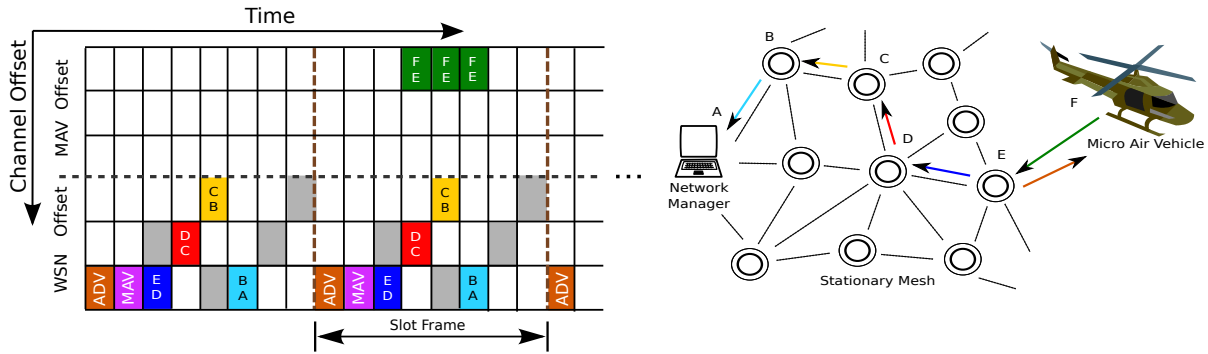 Time
Channel Offset
MAV Offset
WSN Offset
F E
F E
F E
C B
C B
D C
D C
ADV
MAV
E D
B A
ADV
MAV
E D
B A
ADV
...
Slot Frame
B
C
A
D
E
F
Network
Manager
Stationary Mesh
Micro Air Vehicle